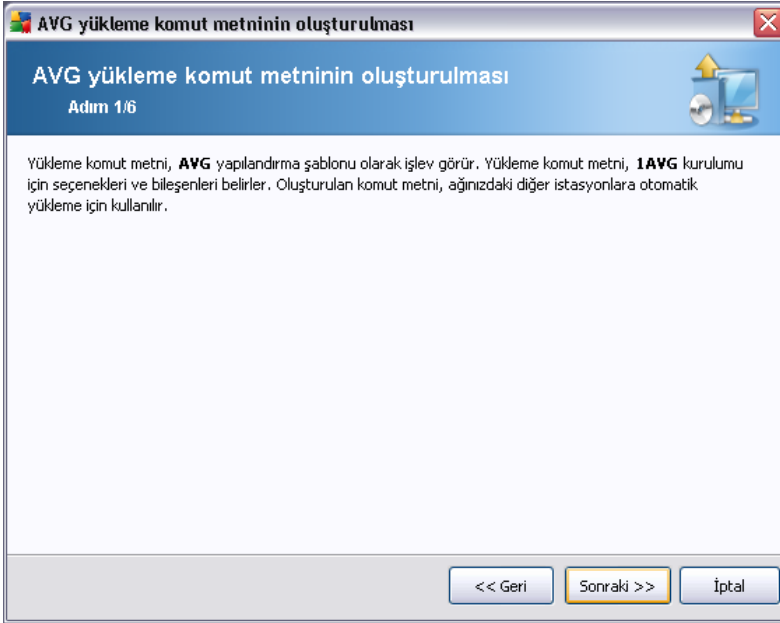 AVG yükleme komut metninin oluşturulması
AVG yükleme komut metninin oluşturulması
Adım 1/6
Yükleme komut metni, AVG yapılandırma şablonu olarak işlev görür. Yükleme komut metni, 1AVG kurulumu
için seçenekleri ve bileşenleri belirler. Oluşturulan komut metni, ağınızdaki diğer istasyonlara otomatik
yükleme için kullanılır.
<< Geri
Sonraki >>
İptal